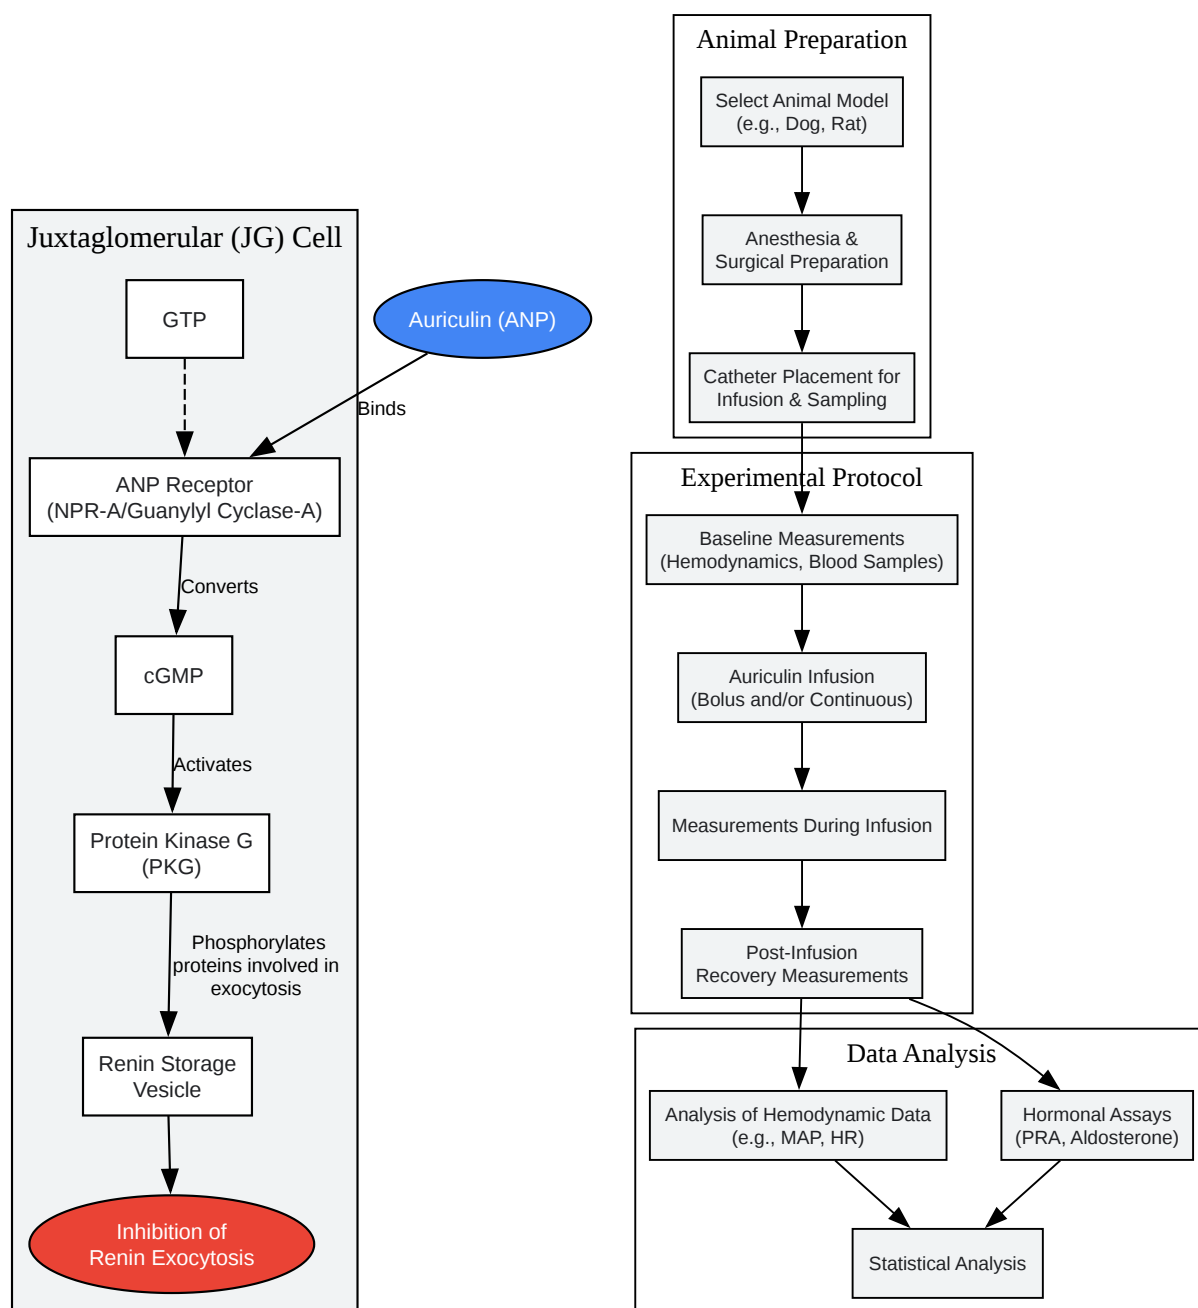 Juxtaglomerular (JG) Cell
GTP
Auriculin (ANP)
Binds
ANP Receptor
(NPR-A/Guanylyl Cyclase-A)
Converts
cGMP
Activates
Protein Kinase G
(PKG)
Phosphorylates
proteins involved in
exocytosis
Renin Storage
Vesicle
Inhibition of
Renin Exocytosis
Animal Preparation
Select Animal Model
(e.g., Dog, Rat)
Anesthesia &
Surgical Preparation
Catheter Placement for
Infusion & Sampling
Experimental Protocol
Baseline Measurements
(Hemodynamics, Blood Samples)
Auriculin Infusion
(Bolus and/or Continuous)
Measurements During Infusion
Post-Infusion
Recovery Measurements
Data Analysis
Analysis of Hemodynamic Data
(e.g., MAP, HR)
Hormonal Assays
(PRA, Aldosterone)
Statistical Analysis